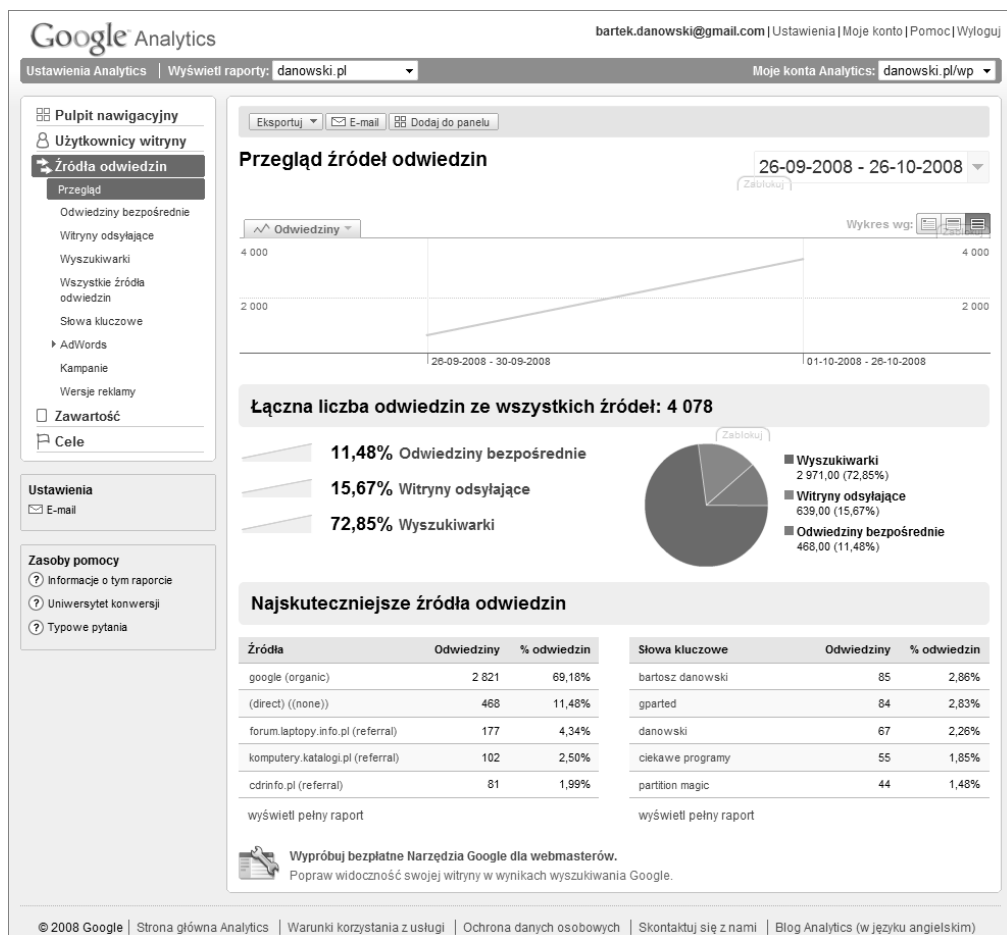 Google Analytics
bartek.danowski@gmail.com | Ustawienia | Moje konto | Pomoc | Wyloguj
Ustawienia Analytics | Wyświetl raporty: danowski.pl
Moje konta Analytics: danowski.pl/wp
Pulpit nawigacyjny
Użytkownicy witryny
Źródła odwiedzin
Przegląd
Odwiedziny bezpośrednie
Witryny odsyłające
Wyszukiwarki
Wszystkie źródła
odwiedzin
Słowa kluczowe
AdWords
Kampanie
Wersje reklamy
Zawartość
Cele
Ustawienia
E-mail
Zasoby pomocy
Informacje o tym raporcie
Uniwersytet konwersji
Typowe pytania
Eksportuj E-mail Dodaj do panelu
Przegląd źródeł odwiedzin
26-09-2008 - 26-10-2008
Zablokuj
Odwiedziny
Wykres wg:
Zablokuj
4 000 4 000
2 000 2 000
26-09-2008 - 30-09-2008 01-10-2008 - 26-10-2008
Łączna liczba odwiedzin ze wszystkich źródeł: 4 078
Zablokuj
11,48% Odwiedziny bezpośrednie
15,67% Witryny odsyłające
72,85% Wyszukiwarki
Wyszukiwarki
2 971,00 (72,85%)
Witryny odsyłające
639,00 (15,67%)
Odwiedziny bezpośrednie
468,00 (11,48%)
Najskuteczniejsze źródła odwiedzin
Źródła Odwiedziny % odwiedzin
google (organic) 2 821 69,18%
(direct) ((none)) 468 11,48%
forum.laptopy.info.pl (referral) 177 4,34%
komputery.katalogi.pl (referral) 102 2,50%
cdrinfo.pl (referral) 81 1,99%
wyświetl pełny raport
Słowa kluczowe Odwiedziny % odwiedzin
bartosz danowski 85 2,86%
gparted 84 2,83%
danowski 67 2,26%
ciekawe programy 55 1,85%
partition magic 44 1,48%
wyświetl pełny raport
Wypróbuj bezpłatne Narzędzia Google dla webmasterów.
Popraw widoczność swojej witryny w wynikach wyszukiwania Google.
© 2008 Google | Strona główna Analytics | Warunki korzystania z usługi | Ochrona danych osobowych | Skontaktuj się z nami | Blog Analytics (w języku angielskim)